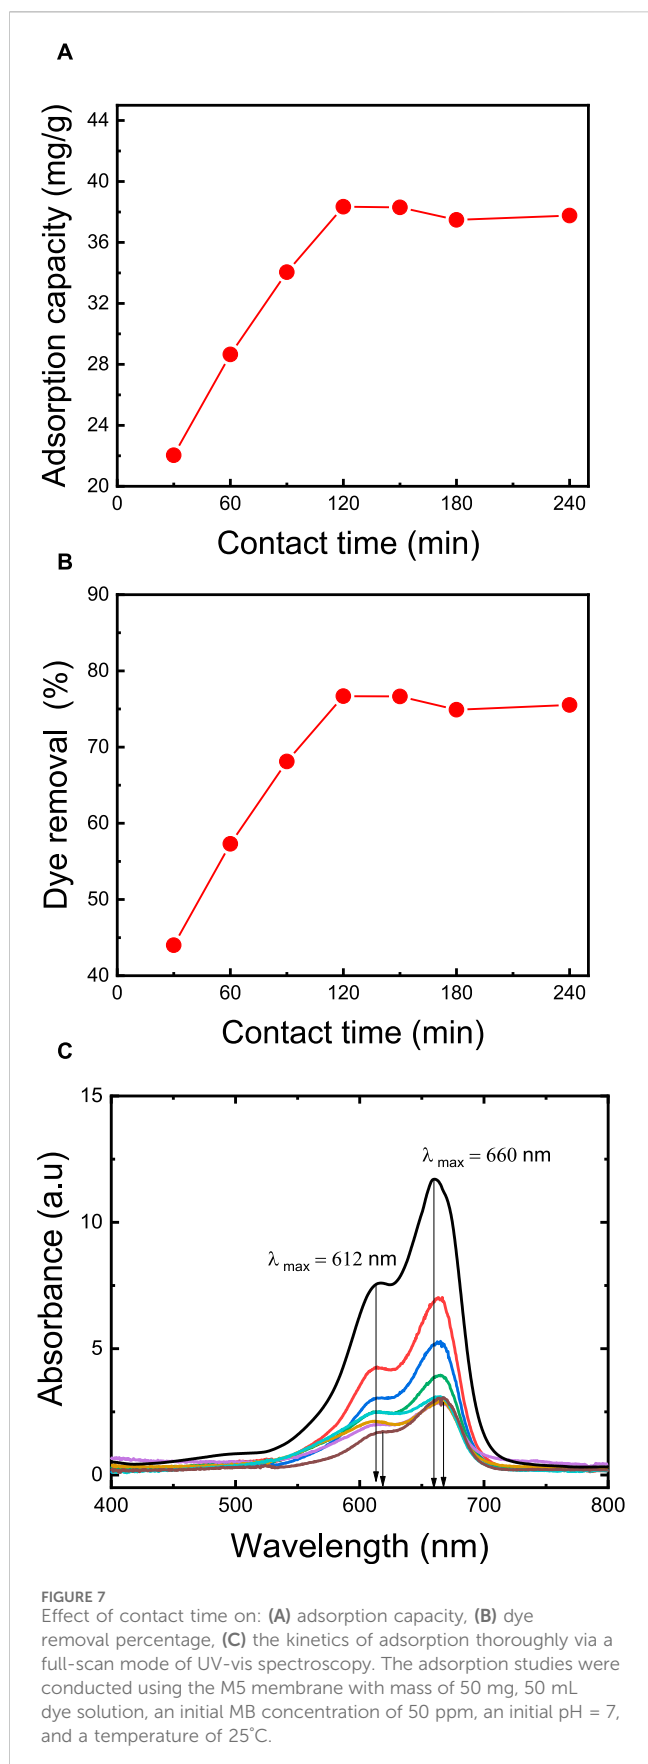 A
Adsorption capacity (mg/g)
44
40
36
32
28
24
22
20
0 60 120 180 240
Contact time (min)
B
Dye removal (%)
90
80
70
60
50
40
0 60 120 180 240
Contact time (min)
C
Absorbance (a.u)
15
10
5
0
λ max = 660 nm
λ max = 612 nm
400 500 600 700 800
Wavelength (nm)
FIGURE 7
Effect of contact time on: (A) adsorption capacity, (B) dye
removal percentage, (C) the kinetics of adsorption thoroughly via a
full-scan mode of UV-vis spectroscopy. The adsorption studies were
conducted using the M5 membrane with mass of 50 mg, 50 mL
dye solution, an initial MB concentration of 50 ppm, an initial pH = 7,
and a temperature of 25°C.